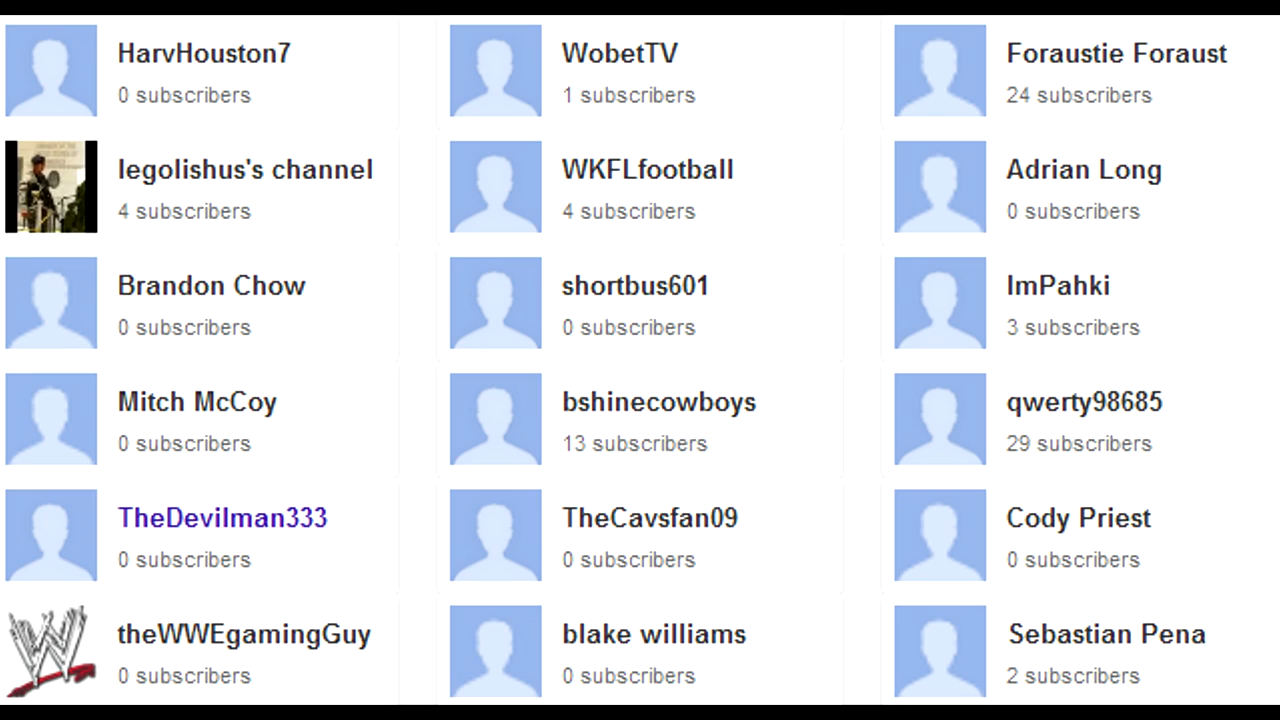 HarvHouston7
0 subscribers
WobetTV
1 subscribers
Foraustie Foraust
24 subscribers
legolishus's channel
4 subscribers
WKFLfootball
4 subscribers
Adrian Long
0 subscribers
Brandon Chow
0 subscribers
shortbus601
0 subscribers
ImPahki
3 subscribers
Mitch McCoy
0 subscribers
bshinecowboys
13 subscribers
qwerty98685
29 subscribers
TheDevilman333
0 subscribers
TheCavsfan09
0 subscribers
Cody Priest
0 subscribers
theWWEgamingGuy
0 subscribers
blake williams
0 subscribers
Sebastian Pena
2 subscribers